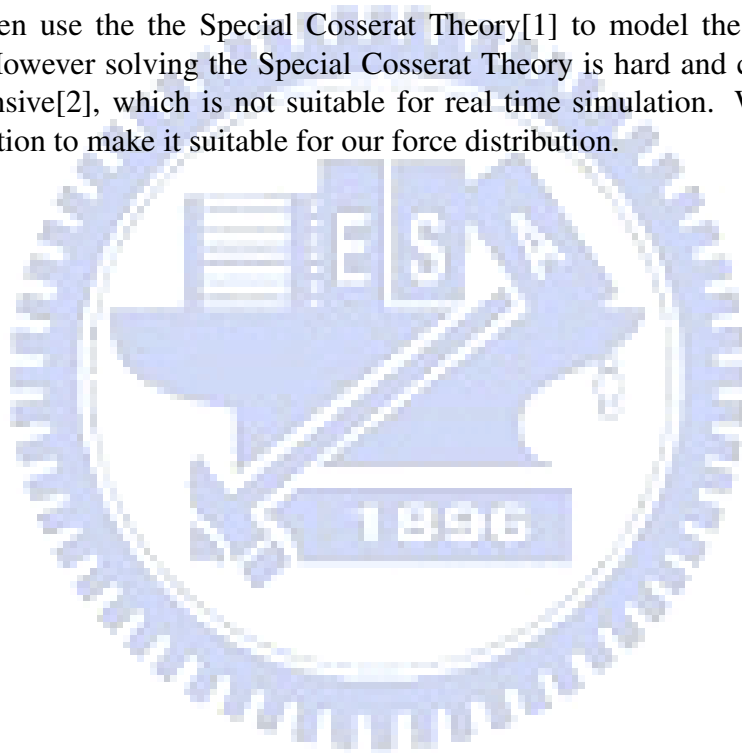 en use the the Special Cosserat Theory[1] to model the
However solving the Special Cosserat Theory is hard and
nsive[2], which is not suitable for real time simulation.
tion to make it suitable for our force distribution.
E S A
1896